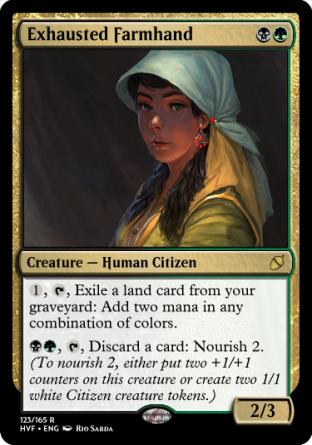 Exhausted Farmhand
Creature — Human Citizen
1, T, Exile a land card from your
graveyard: Add two mana in any
combination of colors.
, T, Discard a card: Nourish 2.
(To nourish 2, either put two +1/+1
counters on this creature or create two 1/1
white Citizen creature tokens.)
2/3
123/165 R
HVF • ENG Rio Sabda